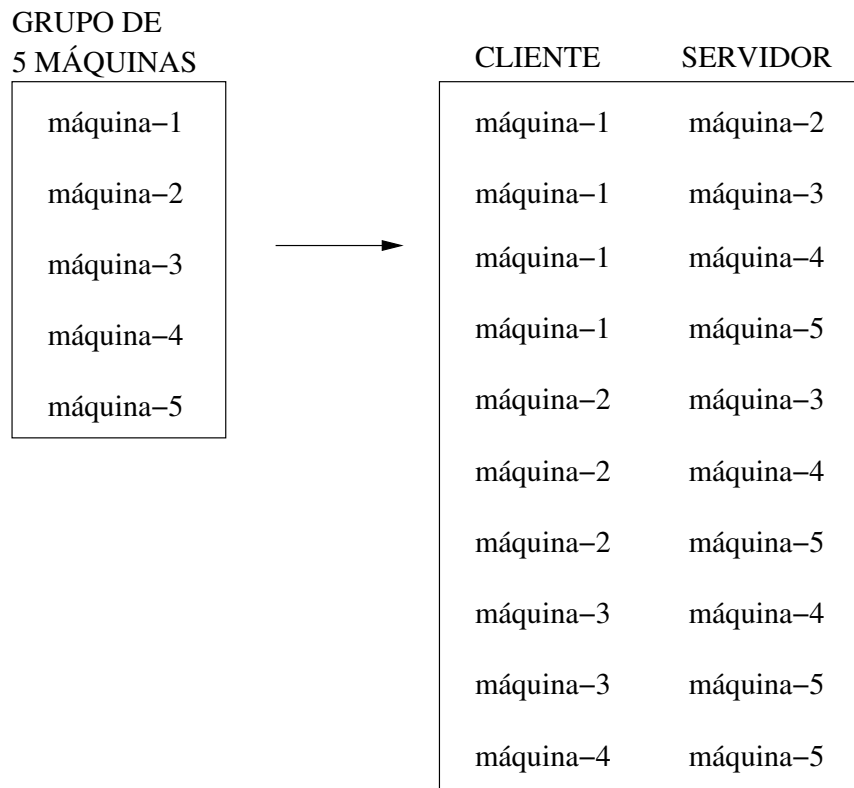 GRUPO DE
5 MÁQUINAS
máquina−1
máquina−2
máquina−3
máquina−4
máquina−5
CLIENTE SERVIDOR
máquina−1 máquina−2
máquina−1 máquina−3
máquina−1 máquina−4
máquina−1 máquina−5
máquina−2 máquina−3
máquina−2 máquina−4
máquina−2 máquina−5
máquina−3 máquina−4
máquina−3 máquina−5
máquina−4 máquina−5